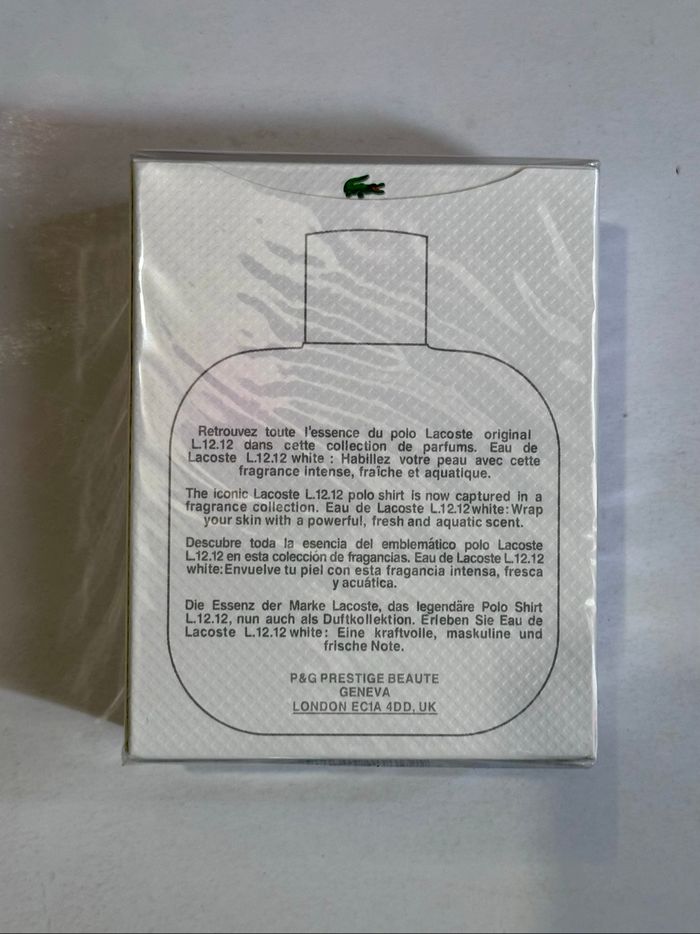 Retrouvez toute l'essence du polo Lacoste original
L.12.12 dans cette collection de parfums. Eau de
Lacoste L.12.12 white : Habillez votre peau avec cette
fragrance intense, fraîche et aquatique.
The iconic Lacoste L.12.12 polo shirt is now captured in a
fragrance collection. Eau de Lacoste L.12.12 white: Wrap
your skin with a powerful, fresh and aquatic scent.
Descubre toda la esencia del emblemático polo Lacoste
L.12.12 en esta colección de fragancias. Eau de Lacoste L.12.12
white: Envuelve tu piel con esta fragancia intensa, fresca
y acuática.
Die Essenz der Marke Lacoste, das legendäre Polo Shirt
L.12.12, nun auch als Duftkollektion. Erleben Sie Eau de
Lacoste L.12.12 white: Eine kraftvolle, maskuline und
frische Note.
P&G PRESTIGE BEAUTE
GENEVA
LONDON EC1A 4DD, UK